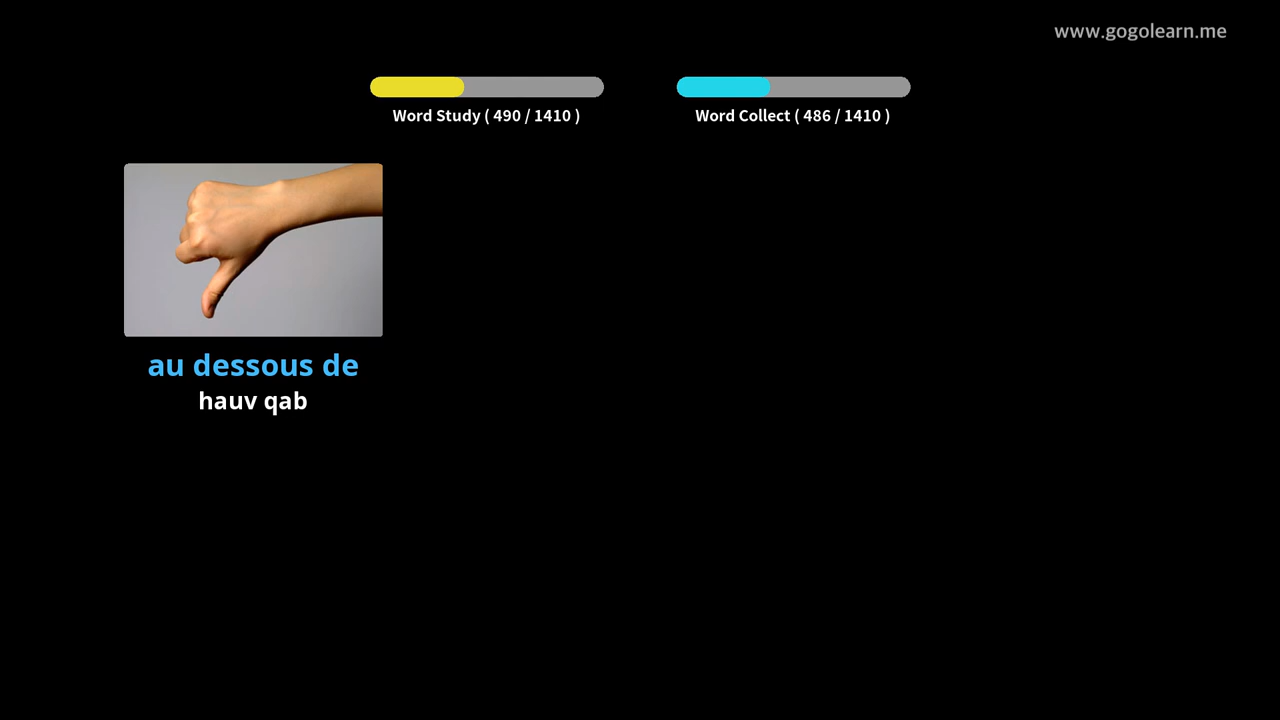 www.gogolearn.me
Word Study ( 490 / 1410 )
Word Collect ( 486 / 1410 )
au dessous de
hauv qab